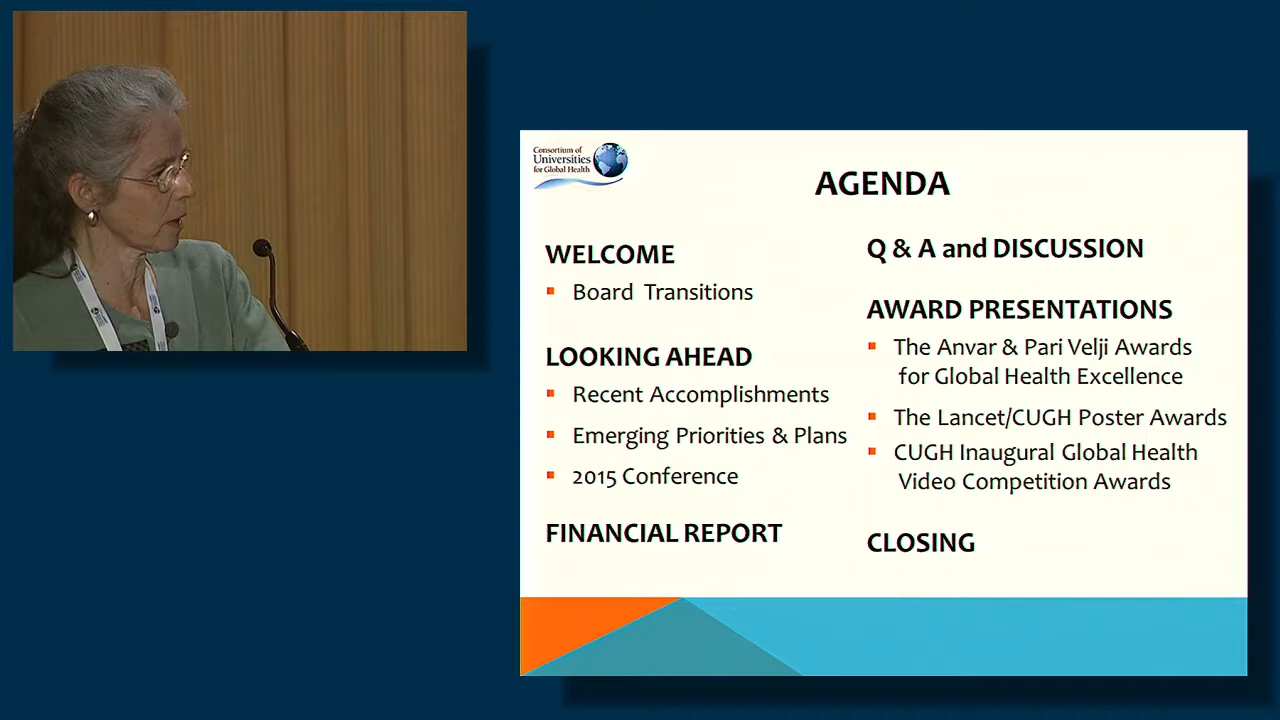 Consortium of
Universities
for Global Health
AGENDA
WELCOME
Board Transitions
LOOKING AHEAD
Recent Accomplishments
Emerging Priorities & Plans
2015 Conference
FINANCIAL REPORT
Q & A and DISCUSSION
AWARD PRESENTATIONS
The Anvar & Pari Velji Awards
for Global Health Excellence
The Lancet/CUGH Poster Awards
CUGH Inaugural Global Health
Video Competition Awards
CLOSING